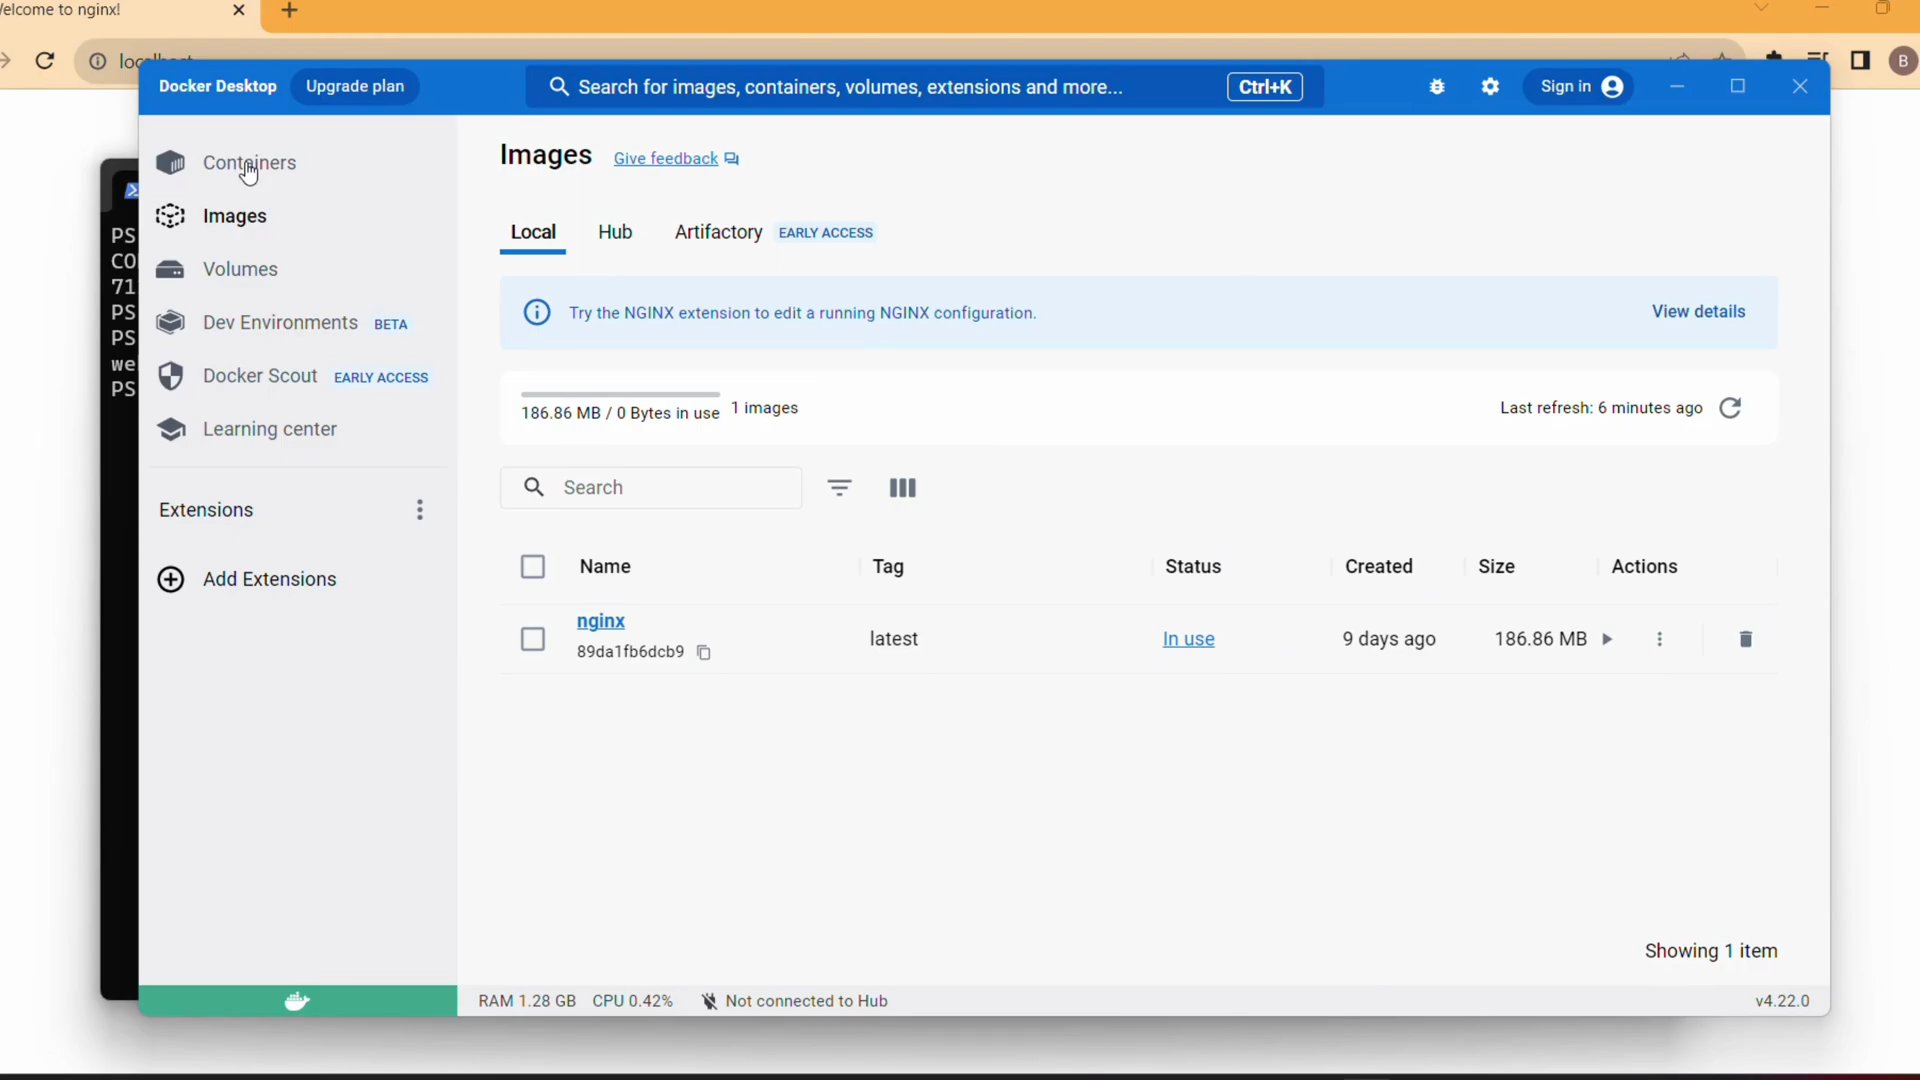 elcome to nginx!
B
Docker Desktop
Upgrade plan
Search for images, containers, volumes, extensions and more...
Ctrl+K
Sign in
Containers
Images
Volumes
Dev Environments BETA
Docker Scout EARLY ACCESS
Learning center
Extensions
Add Extensions
PS
CO
71
PS
PS
we
PS
Images
Give feedback
Local
Hub
Artifactory EARLY ACCESS
Try the NGINX extension to edit a running NGINX configuration.
View details
186.86 MB / 0 Bytes in use
1 images
Last refresh: 6 minutes ago
Search
Name Tag Status Created Size Actions
nginx
89da1fb6dcb9
latest In use 9 days ago 186.86 MB
Showing 1 item
RAM 1.28 GB CPU 0.42% Not connected to Hub
v4.22.0